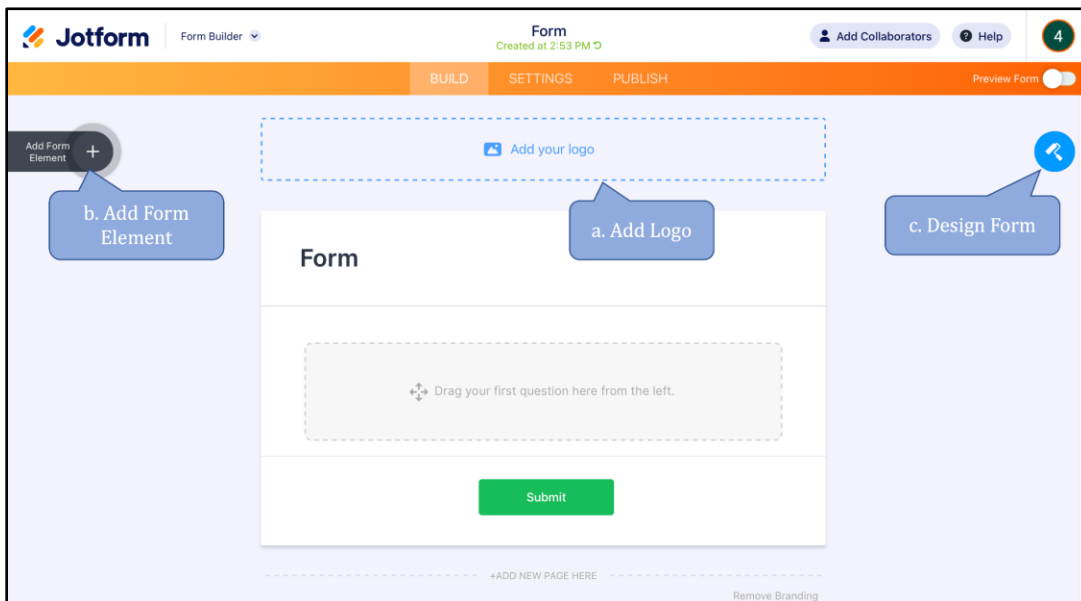 Jotform
Form Builder
Form
Created at 2:53 PM
Add Collaborators
Help
4
BUILD
SETTINGS
PUBLISH
Preview Form
Add Form
Element
Add your logo
b. Add Form
Element
a. Add Logo
c. Design Form
Form
Drag your first question here from the left.
Submit
+ADD NEW PAGE HERE
Remove Branding